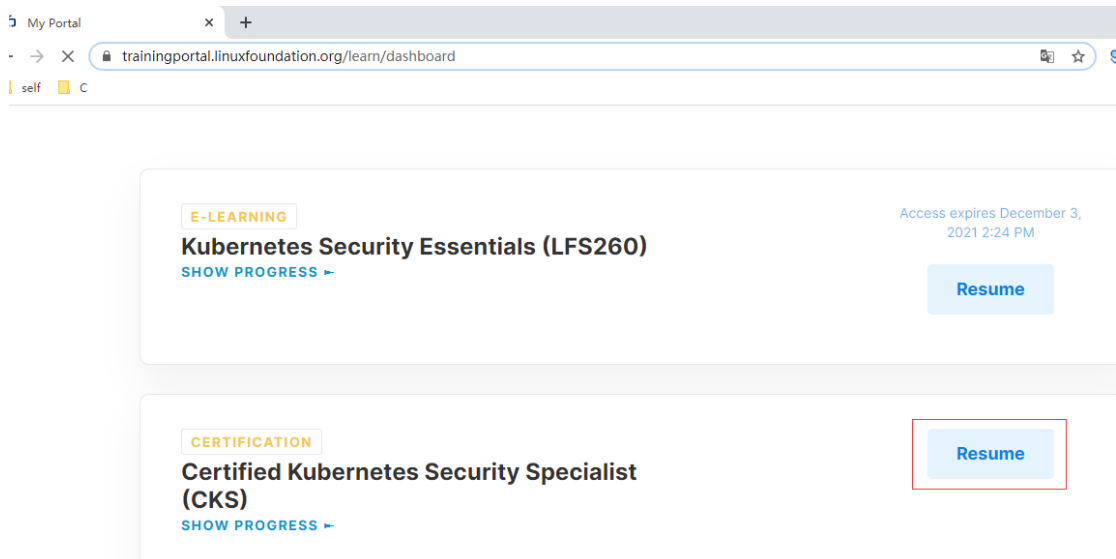 My Portal
trainingportal.linuxfoundation.org/learn/dashboard
self C
E-LEARNING
Kubernetes Security Essentials (LFS260)
SHOW PROGRESS
Access expires December 3,
2021 2:24 PM
Resume
CERTIFICATION
Certified Kubernetes Security Specialist
(CKS)
SHOW PROGRESS
Resume